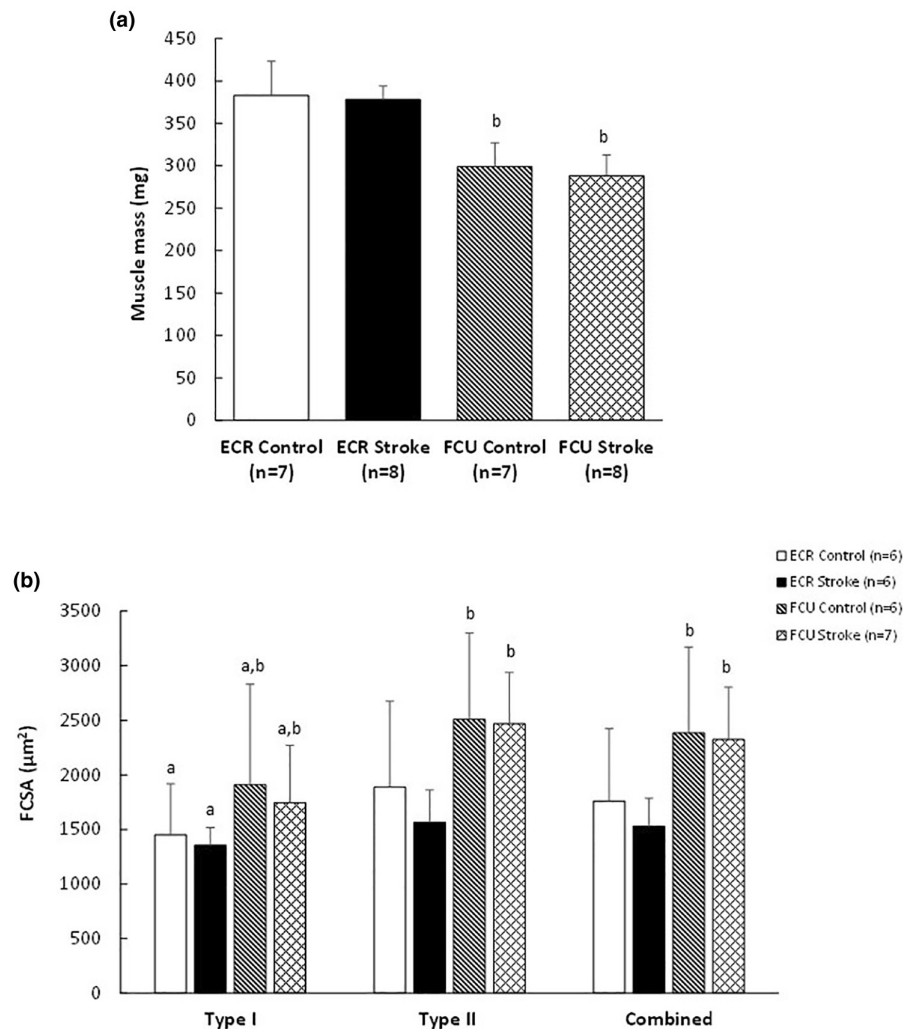 (a)
450
400
350
300
250
200
150
100
50
0
Muscle mass (mg)
b
b
ECR Control
(n=7)
ECR Stroke
(n=8)
FCU Control
(n=7)
FCU Stroke
(n=8)
(b)
ECR Control (n=6)
ECR Stroke (n=6)
FCU Control (n=6)
FCU Stroke (n=7)
3500
3000
2500
2000
1500
1000
500
0
FCSA (µm²)
a
a
a,b
a,b
b
b
b
b
Type I
Type II
Combined